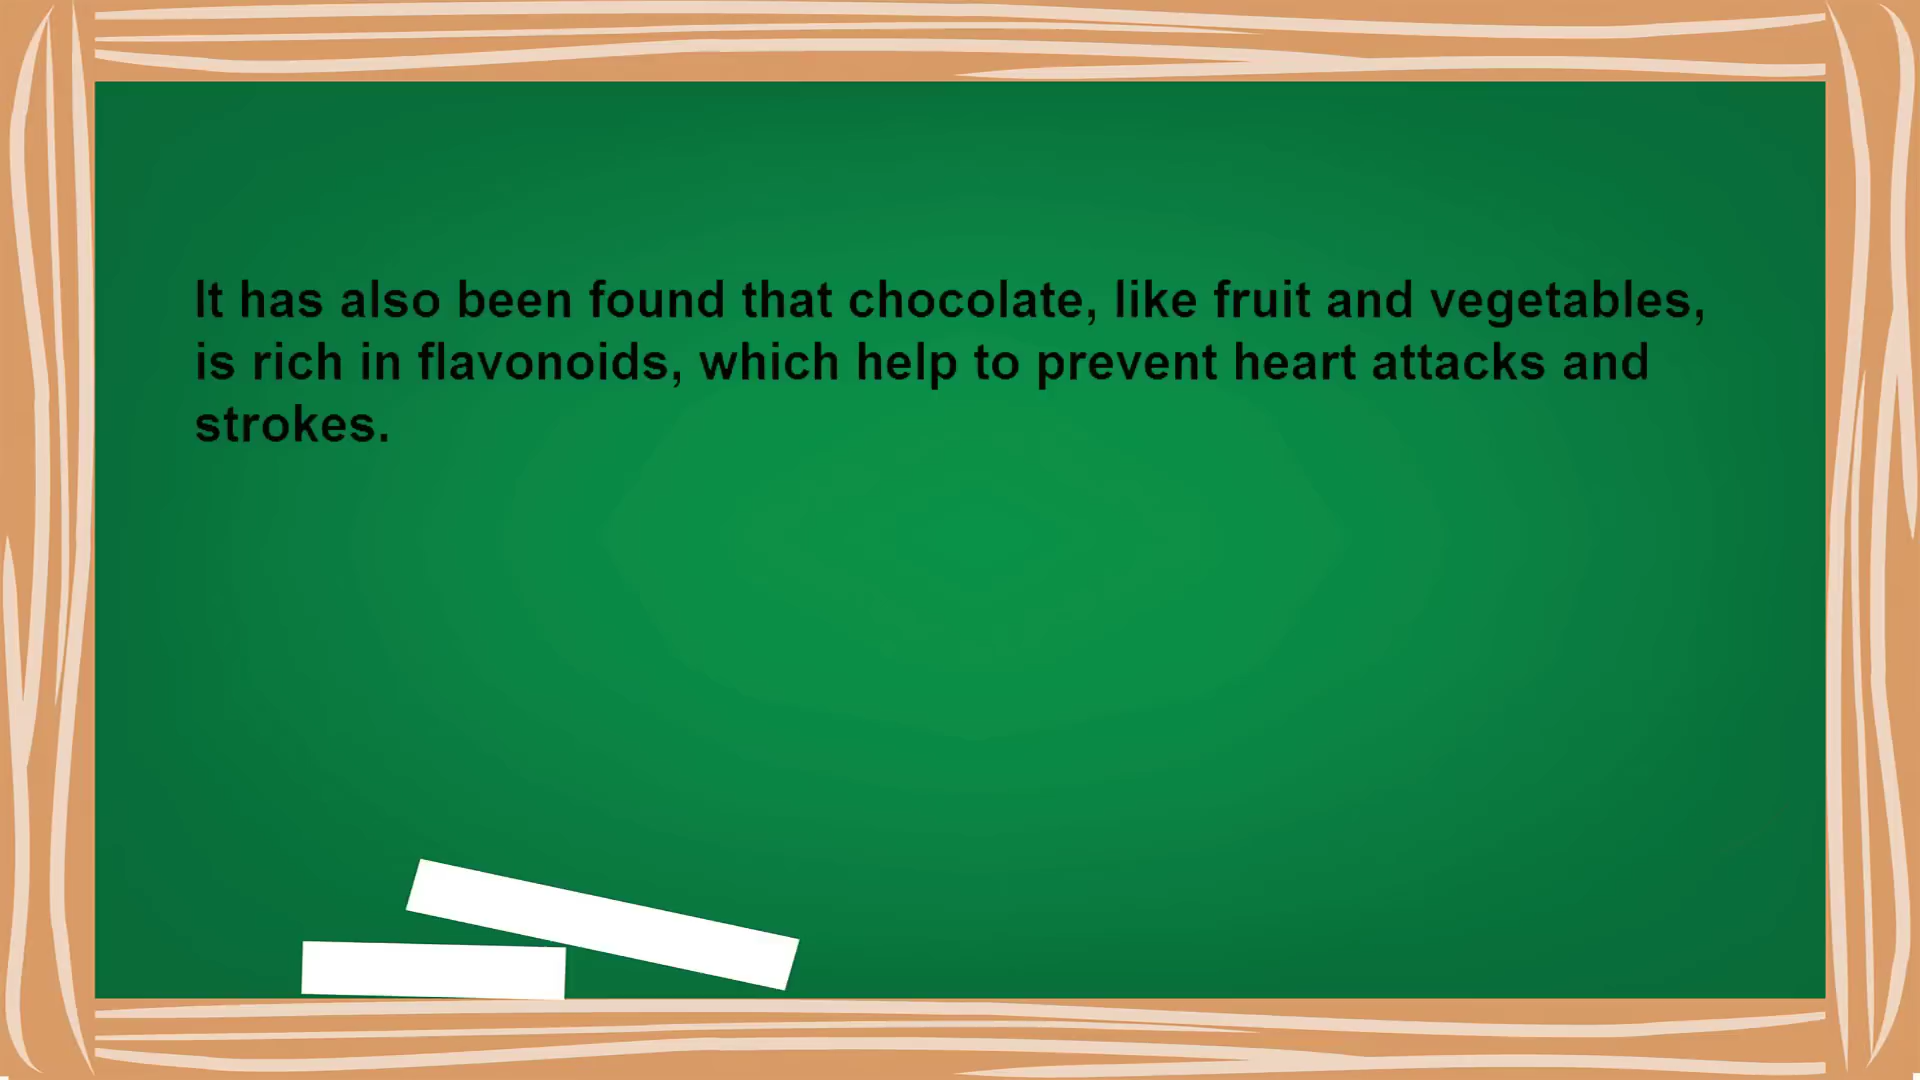 It has also been found that chocolate, like fruit and vegetables,
is rich in flavonoids, which help to prevent heart attacks and
strokes.